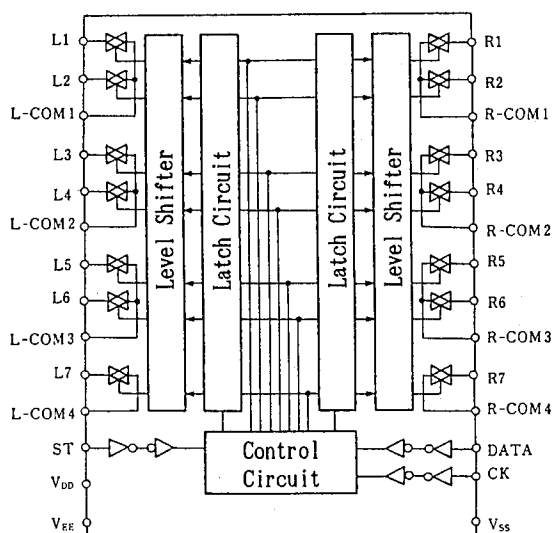 L1
L2
L-COM1
L3
L4
L-COM2
L5
L6
L-COM3
L7
L-COM4
ST
VDD
VEE
Level Shifter
Latch Circuit
Latch Circuit
Level Shifter
Control
Circuit
R1
R2
R-COM1
R3
R4
R-COM2
R5
R6
R-COM3
R7
R-COM4
DATA
CK
VSS